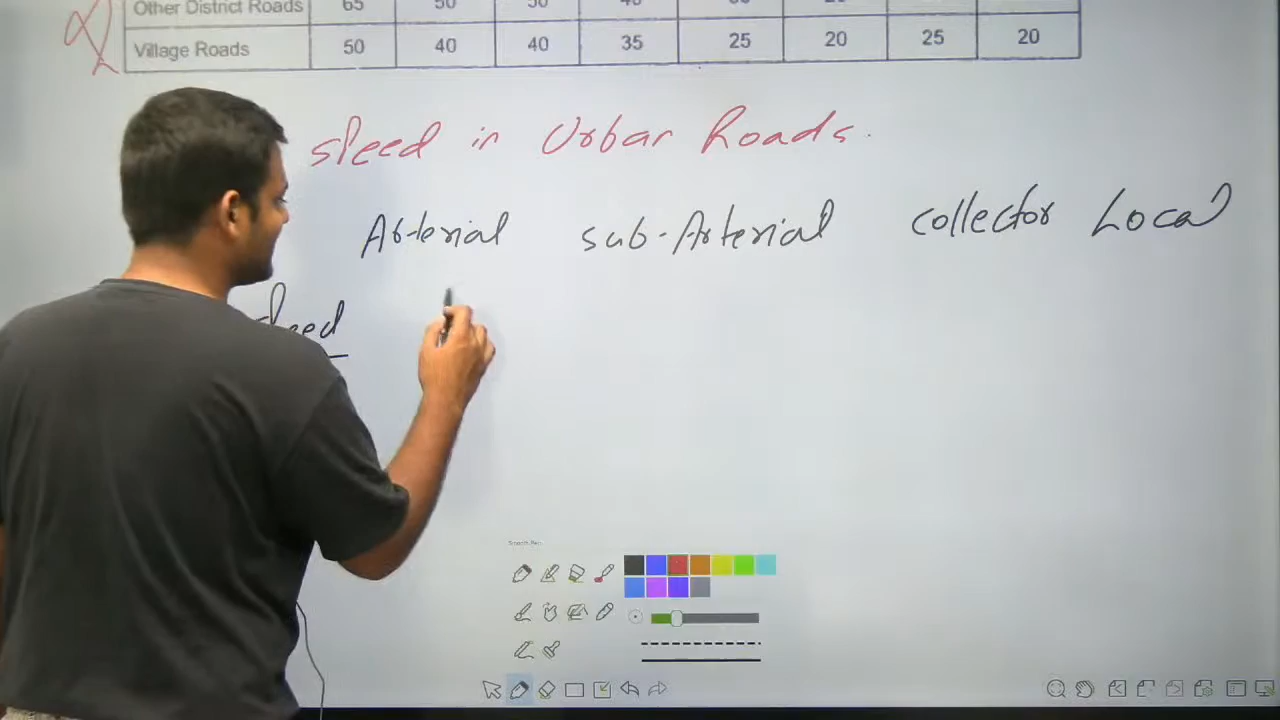 Other District Roads 65 50 50 40
Village Roads 50 40 40 35 25 20 25 20
speed in Urban Roads.
Arterial sub-Arterial collector Local
speed